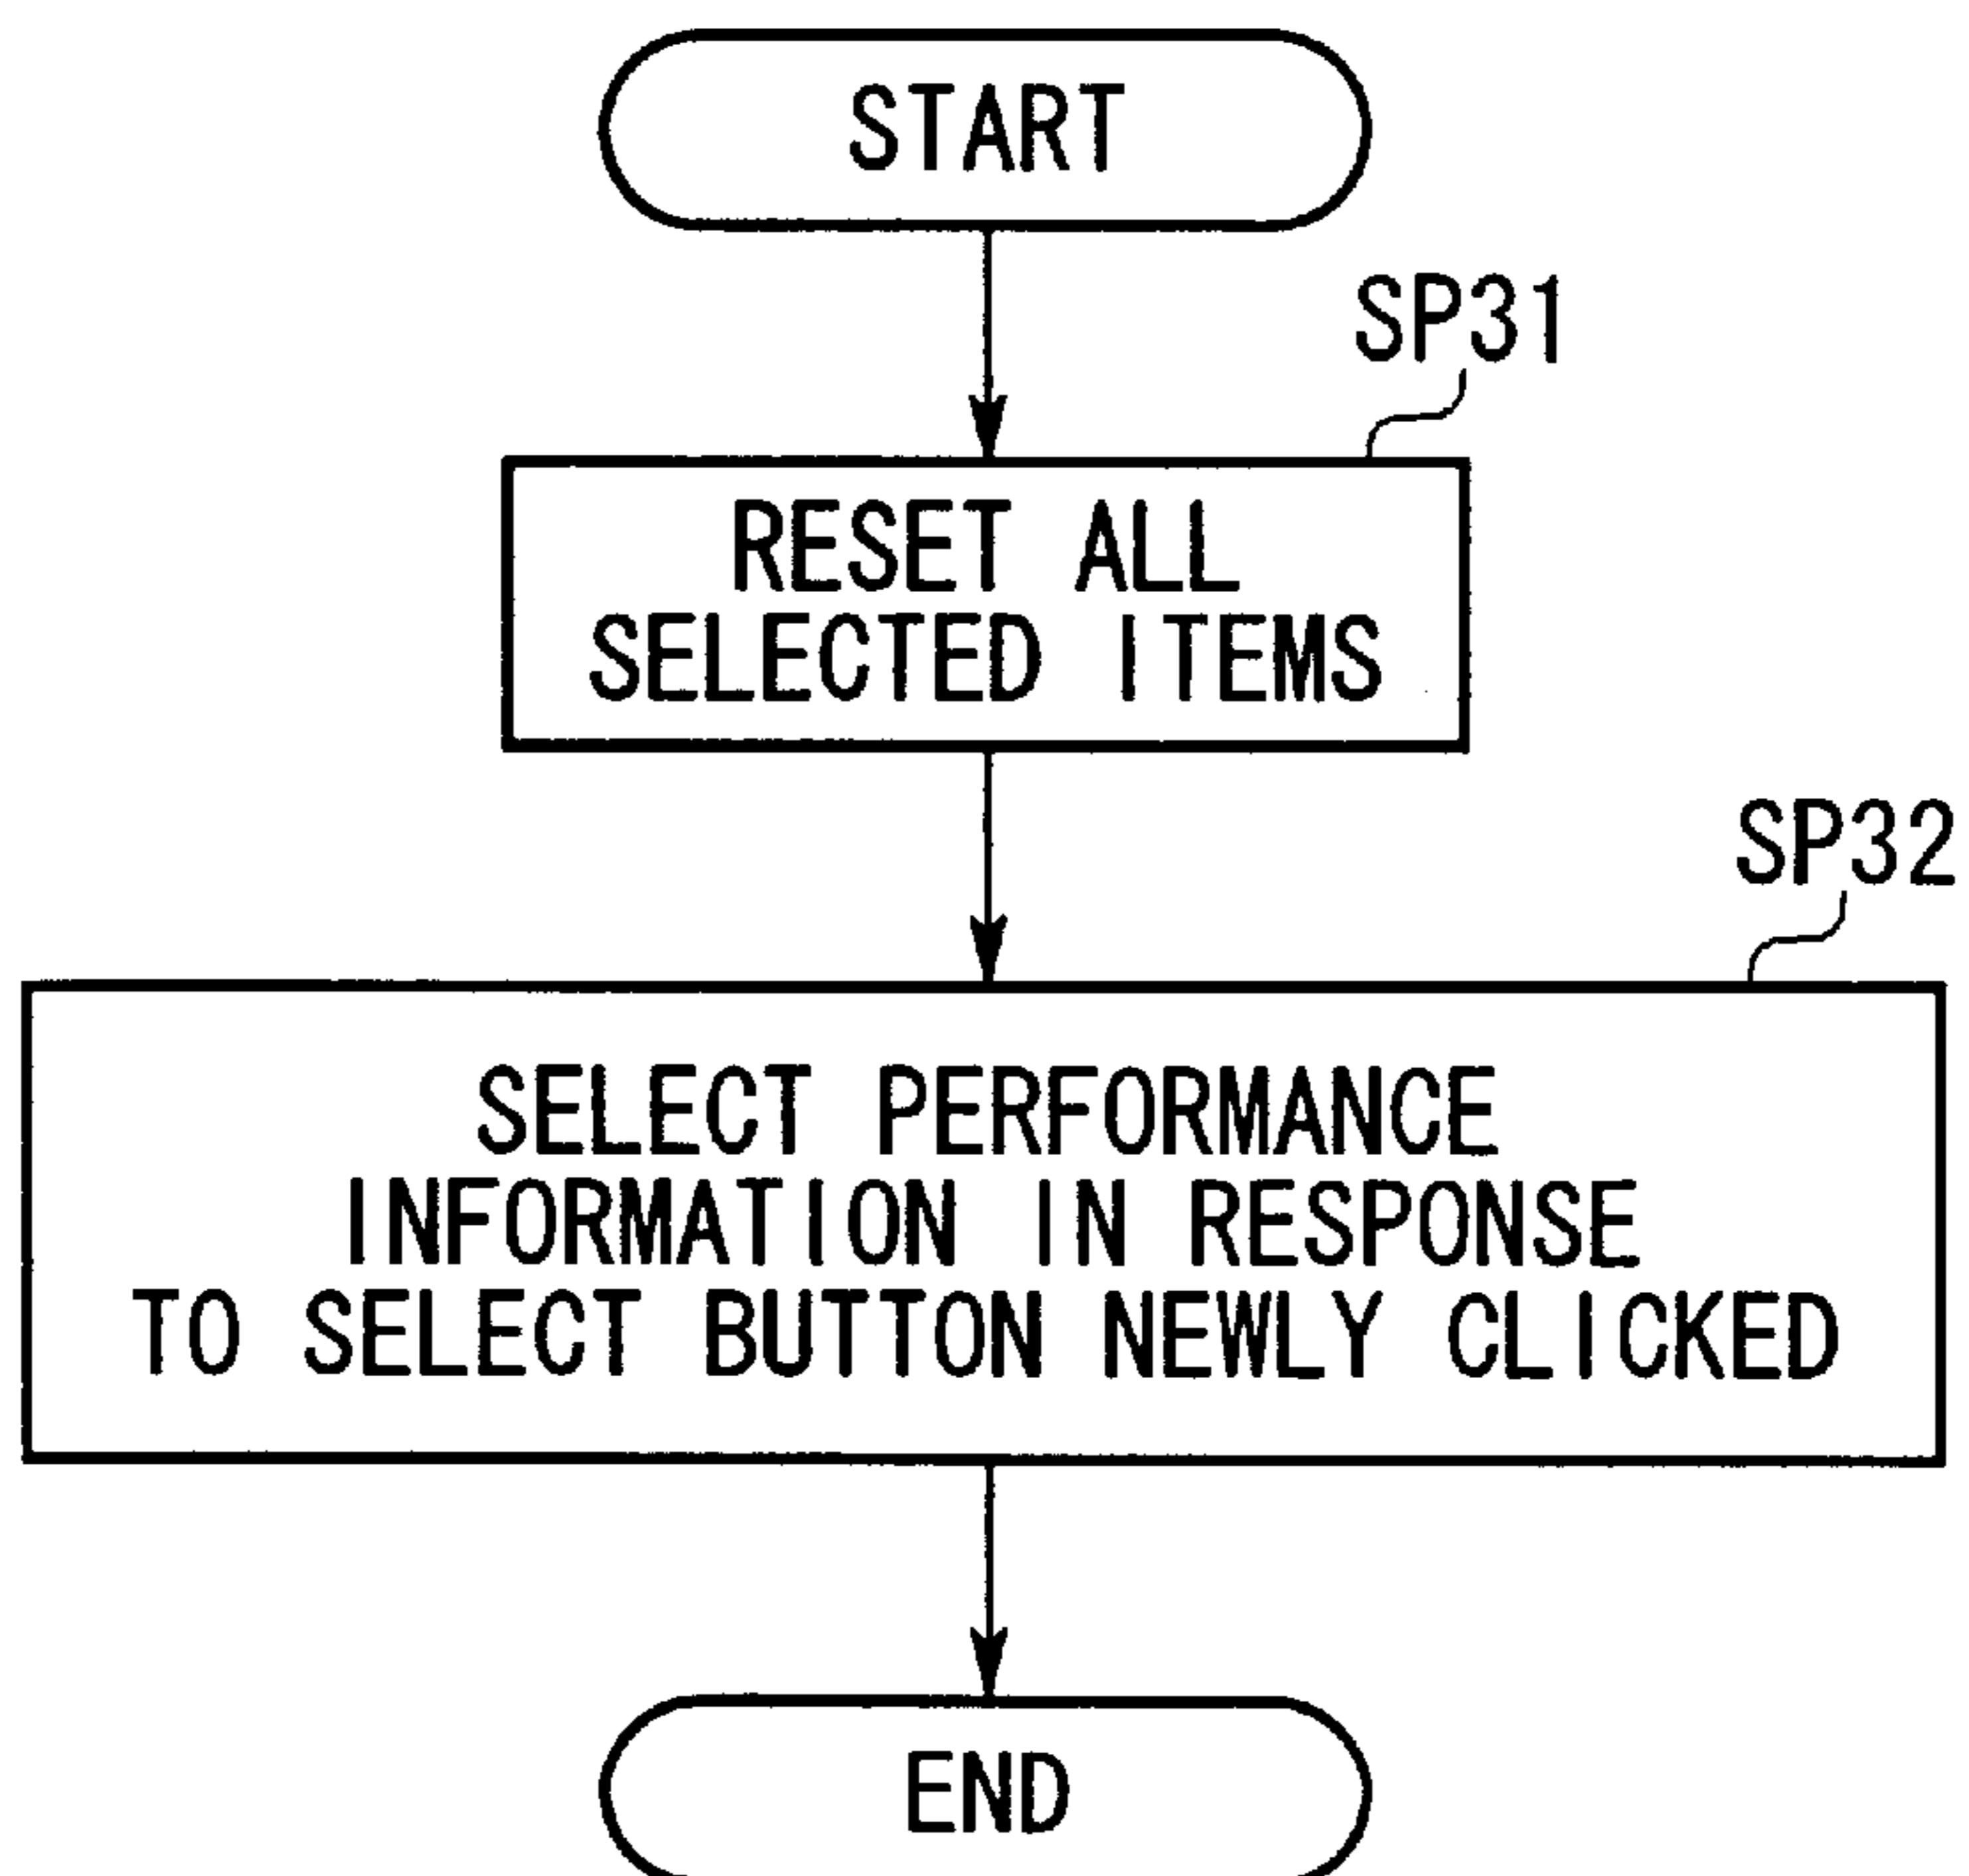 START
SP31
RESET ALL
SELECTED ITEMS
SP32
SELECT PERFORMANCE
INFORMATION IN RESPONSE
TO SELECT BUTTON NEWLY CLICKED
END